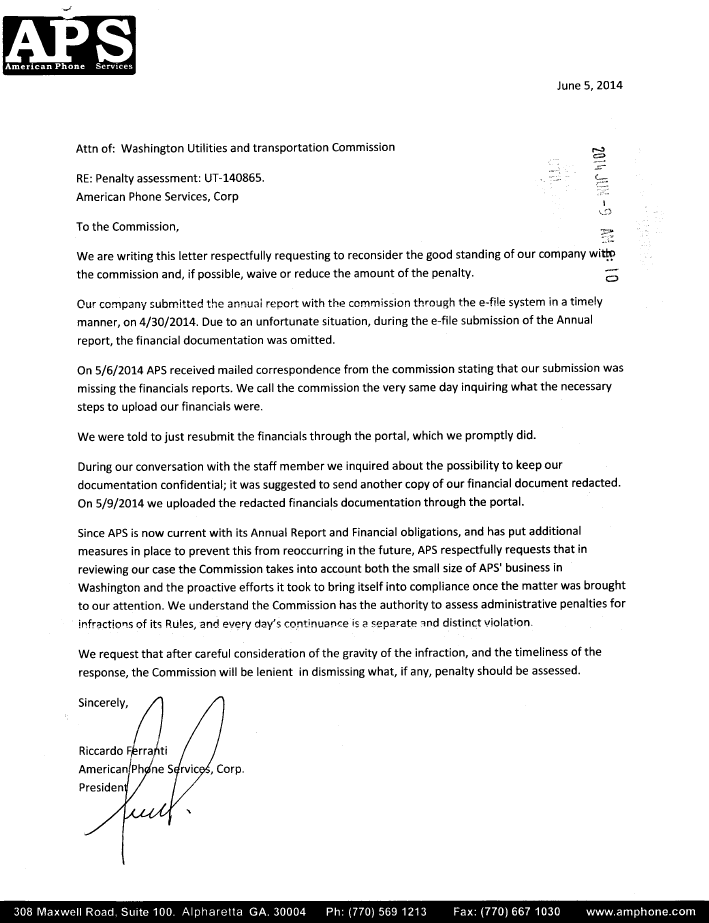 APS
American Phone Services
June 5, 2014
Attn of: Washington Utilities and transportation Commission
RE: Penalty assessment: UT-140865.
American Phone Services, Corp
2014 JUN -9 AM : 10
To the Commission,
We are writing this letter respectfully requesting to reconsider the good standing of our company with
the commission and, if possible, waive or reduce the amount of the penalty.
Our company submitted the annual report with the commission through the e-file system in a timely
manner, on 4/30/2014. Due to an unfortunate situation, during the e-file submission of the Annual
report, the financial documentation was omitted.
On 5/6/2014 APS received mailed correspondence from the commission stating that our submission was
missing the financials reports. We call the commission the very same day inquiring what the necessary
steps to upload our financials were.
We were told to just resubmit the financials through the portal, which we promptly did.
During our conversation with the staff member we inquired about the possibility to keep our
documentation confidential; it was suggested to send another copy of our financial document redacted.
On 5/9/2014 we uploaded the redacted financials documentation through the portal.
Since APS is now current with its Annual Report and Financial obligations, and has put additional
measures in place to prevent this from reoccurring in the future, APS respectfully requests that in
reviewing our case the Commission takes into account both the small size of APS' business in
Washington and the proactive efforts it took to bring itself into compliance once the matter was brought
to our attention. We understand the Commission has the authority to assess administrative penalties for
infractions of its Rules, and every day's continuance is a separate and distinct violation.
We request that after careful consideration of the gravity of the infraction, and the timeliness of the
response, the Commission will be lenient in dismissing what, if any, penalty should be assessed.
Sincerely,
Riccardo Ferranti
American Phone Services, Corp.
President
308 Maxwell Road, Suite 100. Alpharetta GA. 30004 Ph: (770) 569 1213 Fax: (770) 667 1030 www.amphone.com